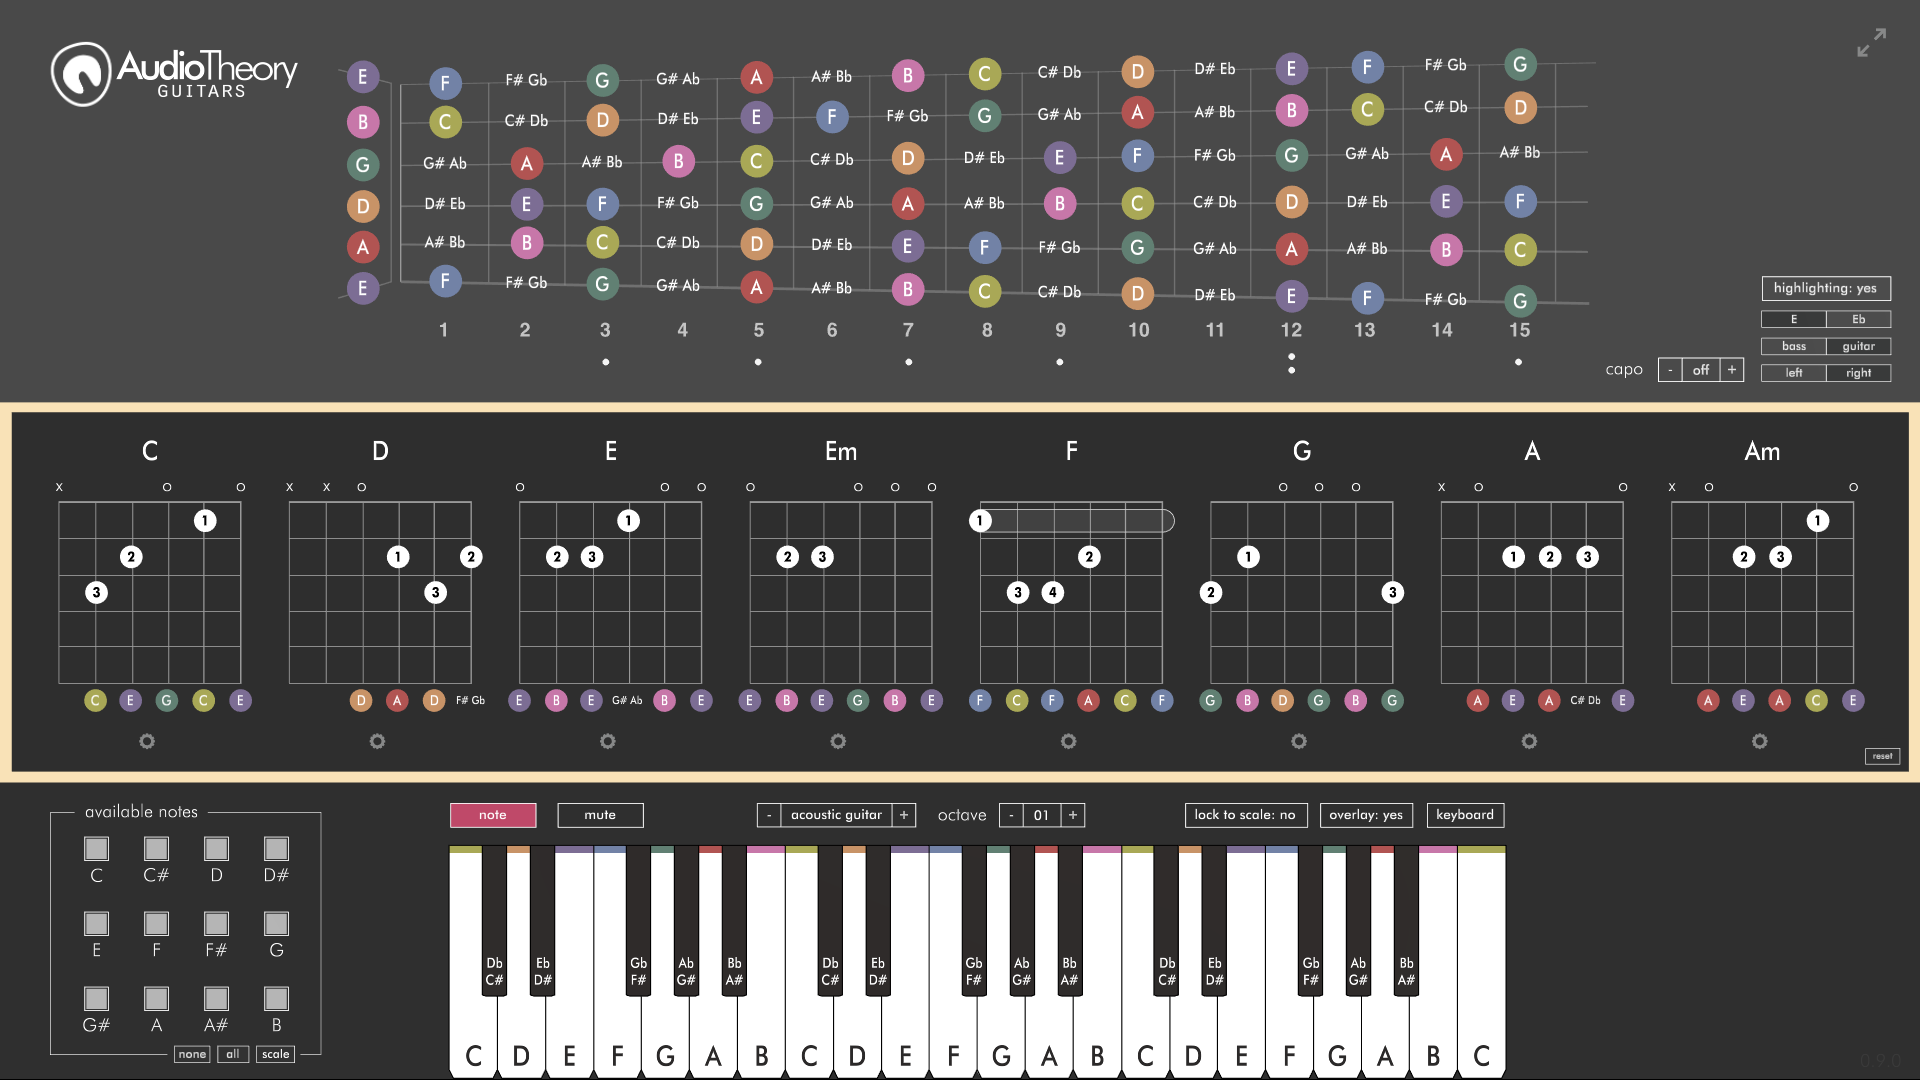 AudioTheory
GUITARS
E F F# Gb G G# Ab A A# Bb B C C# Db D D# Eb E F F# Gb G
B C C# Db D D# Eb E F F# Gb G G# Ab A A# Bb B C C# Db D
G G# Ab A A# Bb B C C# Db D D# Eb E F F# Gb G G# Ab A A# Bb
D D# Eb E F F# Gb G G# Ab A A# Bb B C C# Db D D# Eb E F
A A# Bb B C C# Db D D# Eb E F F# Gb G G# Ab A A# Bb B C
E F F# Gb G G# Ab A A# Bb B C C# Db D D# Eb E F F# Gb G
1 2 3 4 5 6 7 8 9 10 11 12 13 14 15
highlighting: yes
E Eb
bass guitar
left right
capo - off +
C D E Em F G A Am
x o o x x o o o o o o o o o o o x o o x o o
1 1 1 1 1
2 1 2 2 3 2 3 2 1 1 2 3 2 3
3 3 3 4 2 3
C E G C E D A D F# Gb E B E G# Ab B E E B E G B E F C F A C F G B D G B G A E A C# Db E A E A C E
reset
available notes
C C# D D#
E F F# G
G# A A# B
none all scale
note mute - acoustic guitar + octave - 01 + lock to scale: no overlay: yes keyboard
Db Eb Gb Ab Bb Db Eb Gb Ab Bb Db Eb Gb Ab Bb
C# D# F# G# A# C# D# F# G# A# C# D# F# G# A#
C D E F G A B C D E F G A B C D E F G A B C
0.9.0